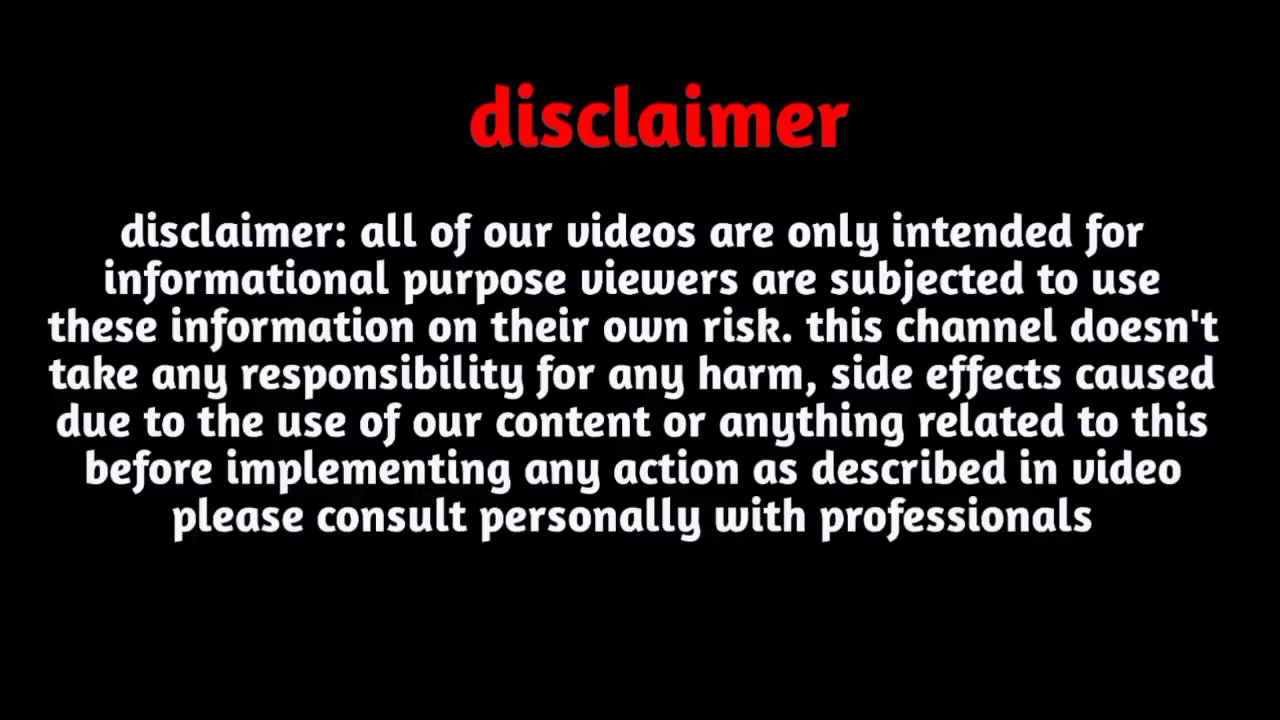 disclaimer
disclaimer: all of our videos are only intended for
informational purpose viewers are subjected to use
these information on their own risk. this channel doesn't
take any responsibility for any harm, side effects caused
due to the use of our content or anything related to this
before implementing any action as described in video
please consult personally with professionals